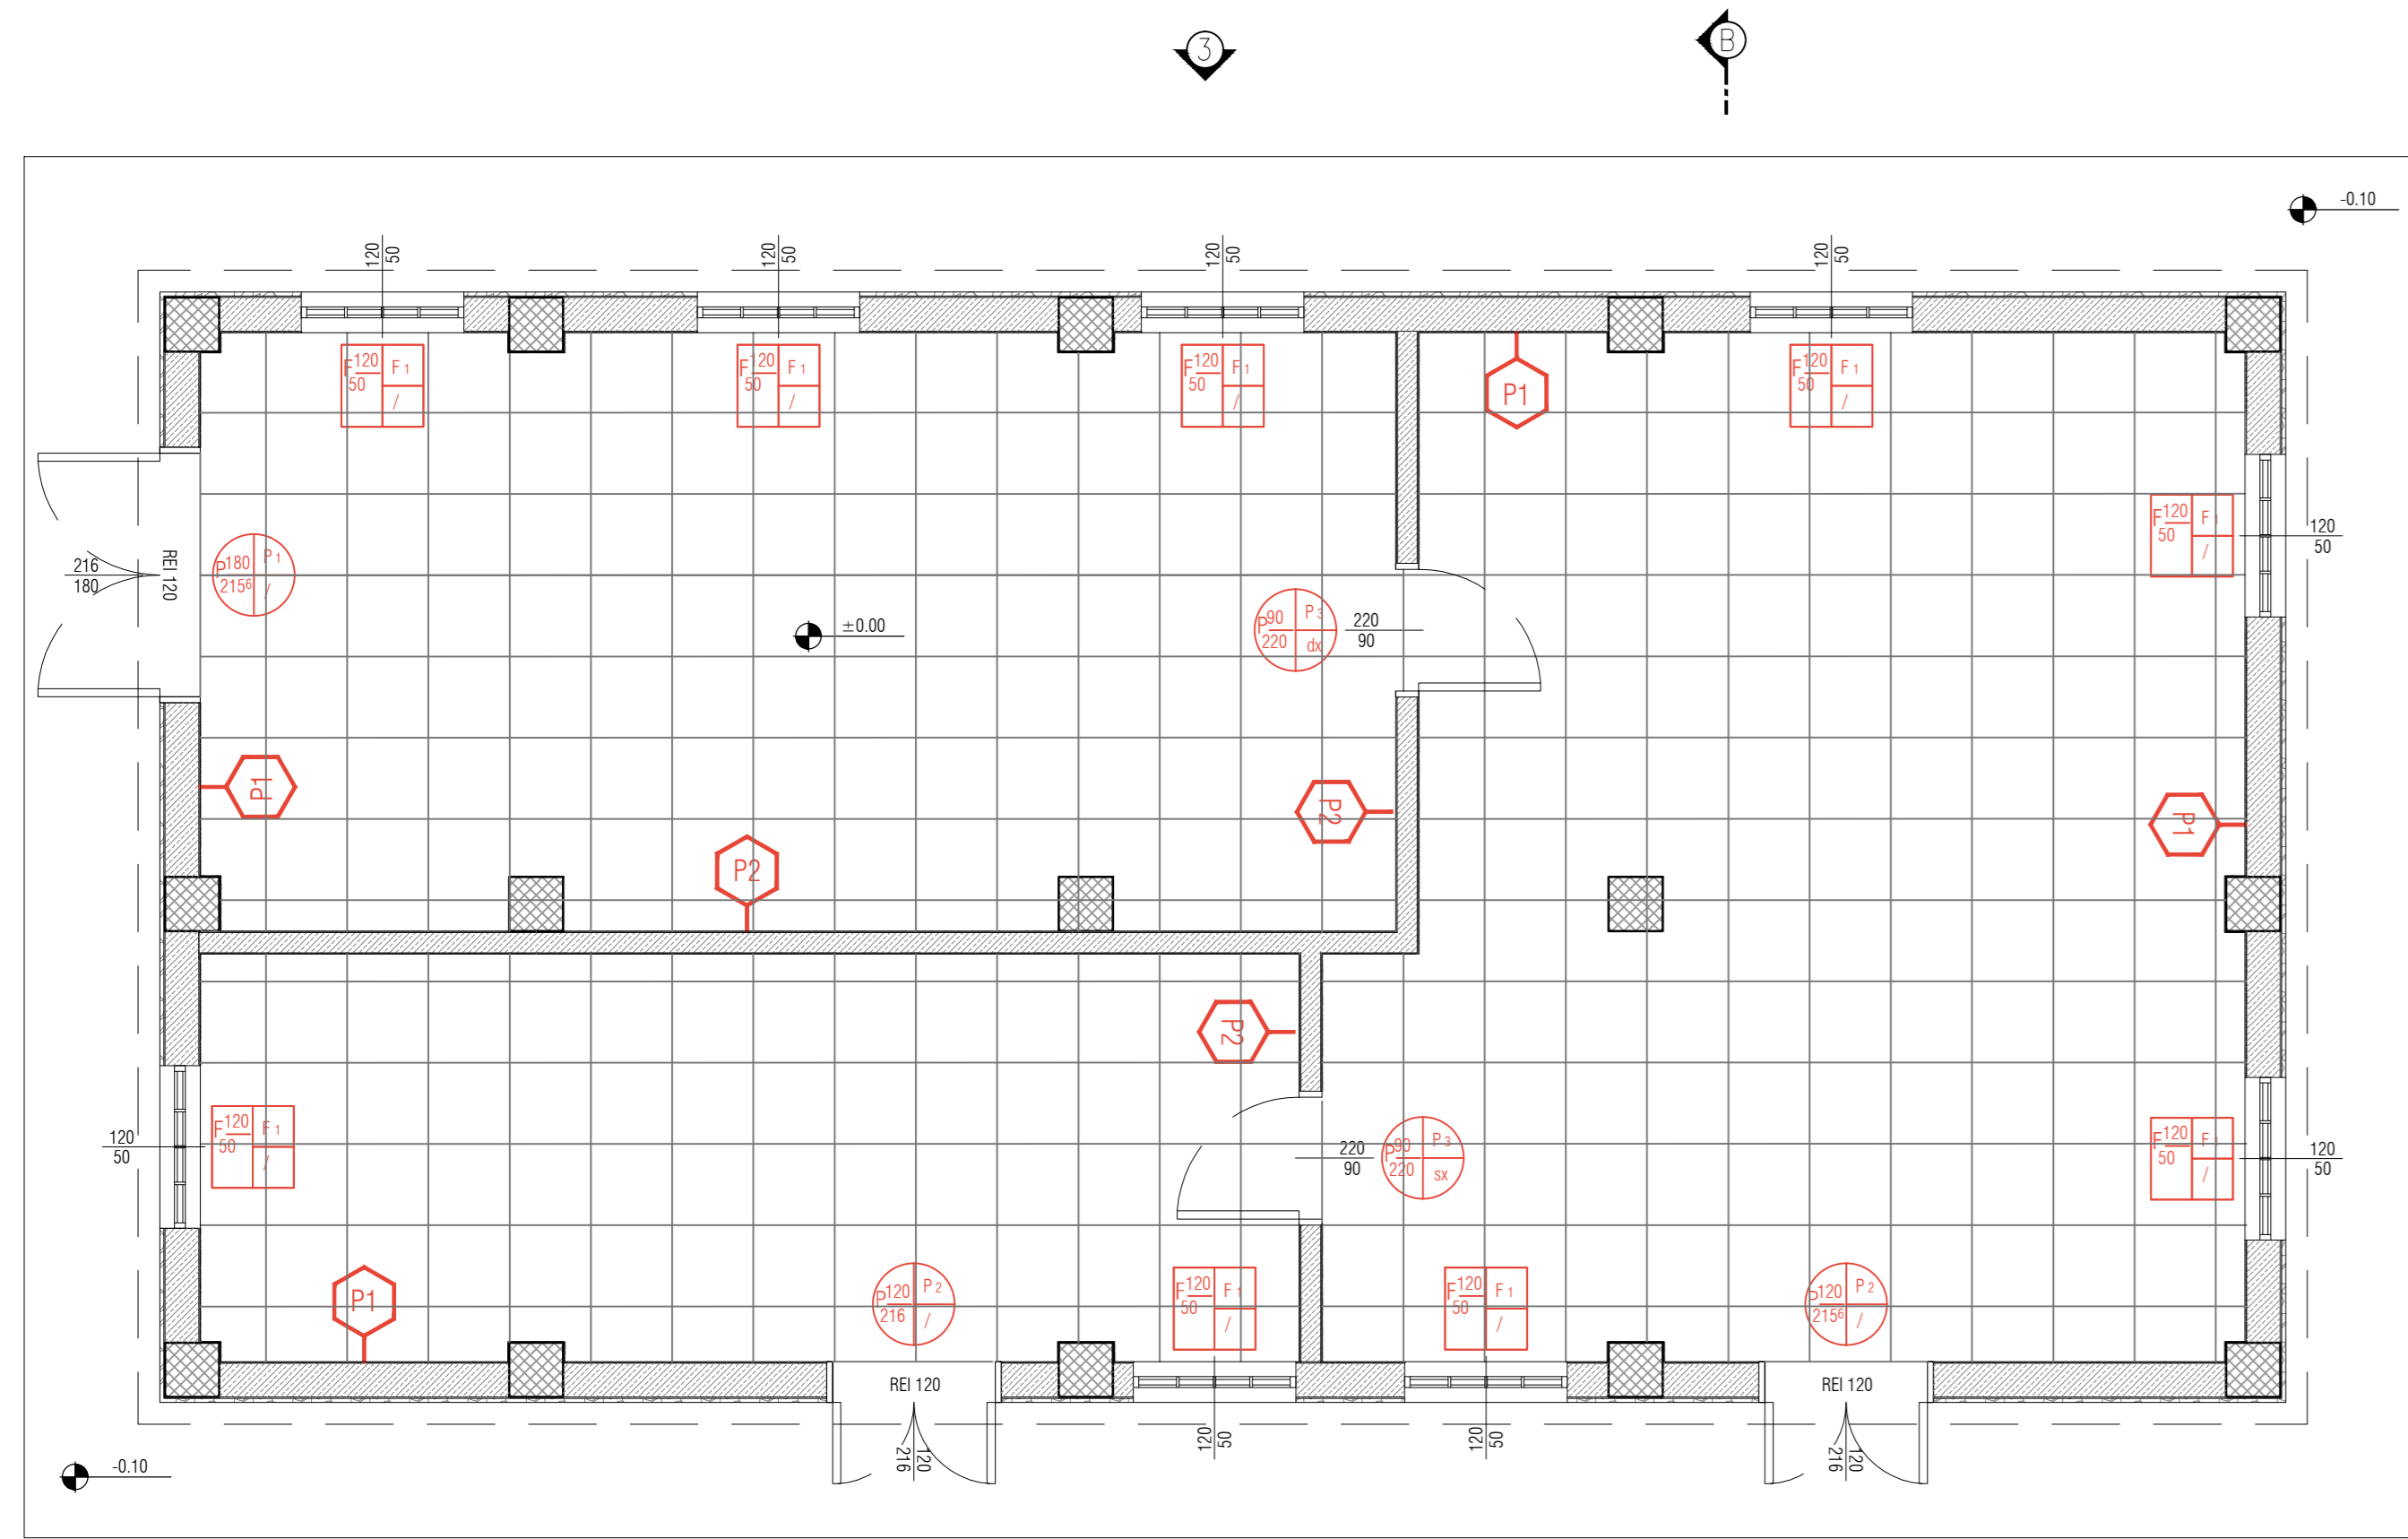 3
B
-0.10
120
50
120
50
120
50
120
50
F 120 F 1
50 /
F 120 F 1
50 /
F 120 F 1
50 /
P1
F 120 F 1
50 /
F 120 F 1
50 /
120
50
216
180
REI 120
P 180 P 1
215⁶ /
±0.00
P 90 P 3
220 dx
220
90
P1
P2
P2
P1
P2
120
50
F 120 F 1
50 /
220
90
P 90 P 3
220 sx
F 120 F 1
50 /
120
50
P1
P 120 P 2
216 /
F 120 F 1
50 /
F 120 F 1
50 /
P 120 P 2
215⁶ /
REI 120
REI 120
120
216
120
50
120
50
120
216
-0.10